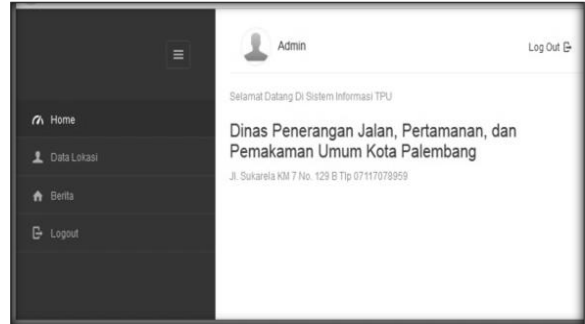 Admin
Log Out
Selamat Datang Di Sistem Informasi TPU
Dinas Penerangan Jalan, Pertamanan, dan
Pemakaman Umum Kota Palembang
Jl. Sukarela KM 7 No. 129 B Tlp 07117078959
Home
Data Lokasi
Berita
Logout